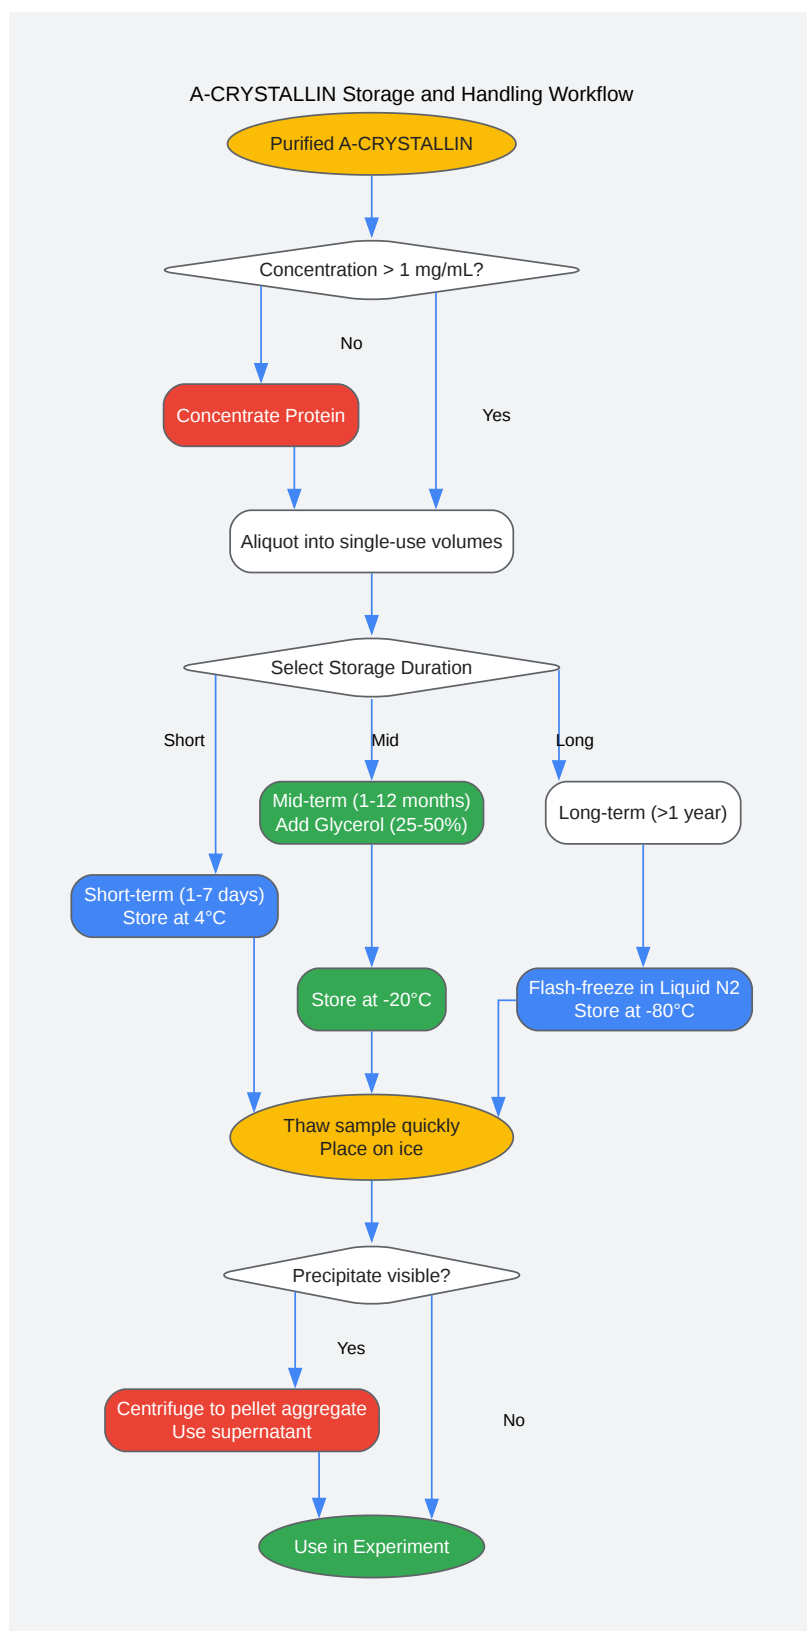 A-CRYSTALLIN Storage and Handling Workflow
Purified A-CRYSTALLIN
Concentration > 1 mg/mL?
No
Concentrate Protein
Yes
Aliquot into single-use volumes
Select Storage Duration
Short
Mid
Long
Mid-term (1-12 months)
Add Glycerol (25-50%)
Long-term (>1 year)
Short-term (1-7 days)
Store at 4°C
Store at -20°C
Flash-freeze in Liquid N2
Store at -80°C
Thaw sample quickly
Place on ice
Precipitate visible?
Yes
Centrifuge to pellet aggregate
Use supernatant
No
Use in Experiment